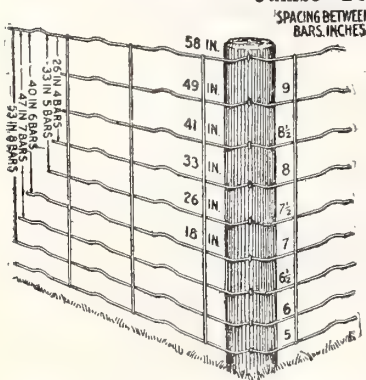 SPACING BETWEEN
BARS. INCHES
58 IN.
49 IN.
41 IN.
33 IN.
26 IN.
18 IN.
9
8½
8
7½
7
6½
6
5
26 IN 4 BARS
33 IN 5 BARS
40 IN 6 BARS
47 IN 7 BARS
53 IN. 8 BARS